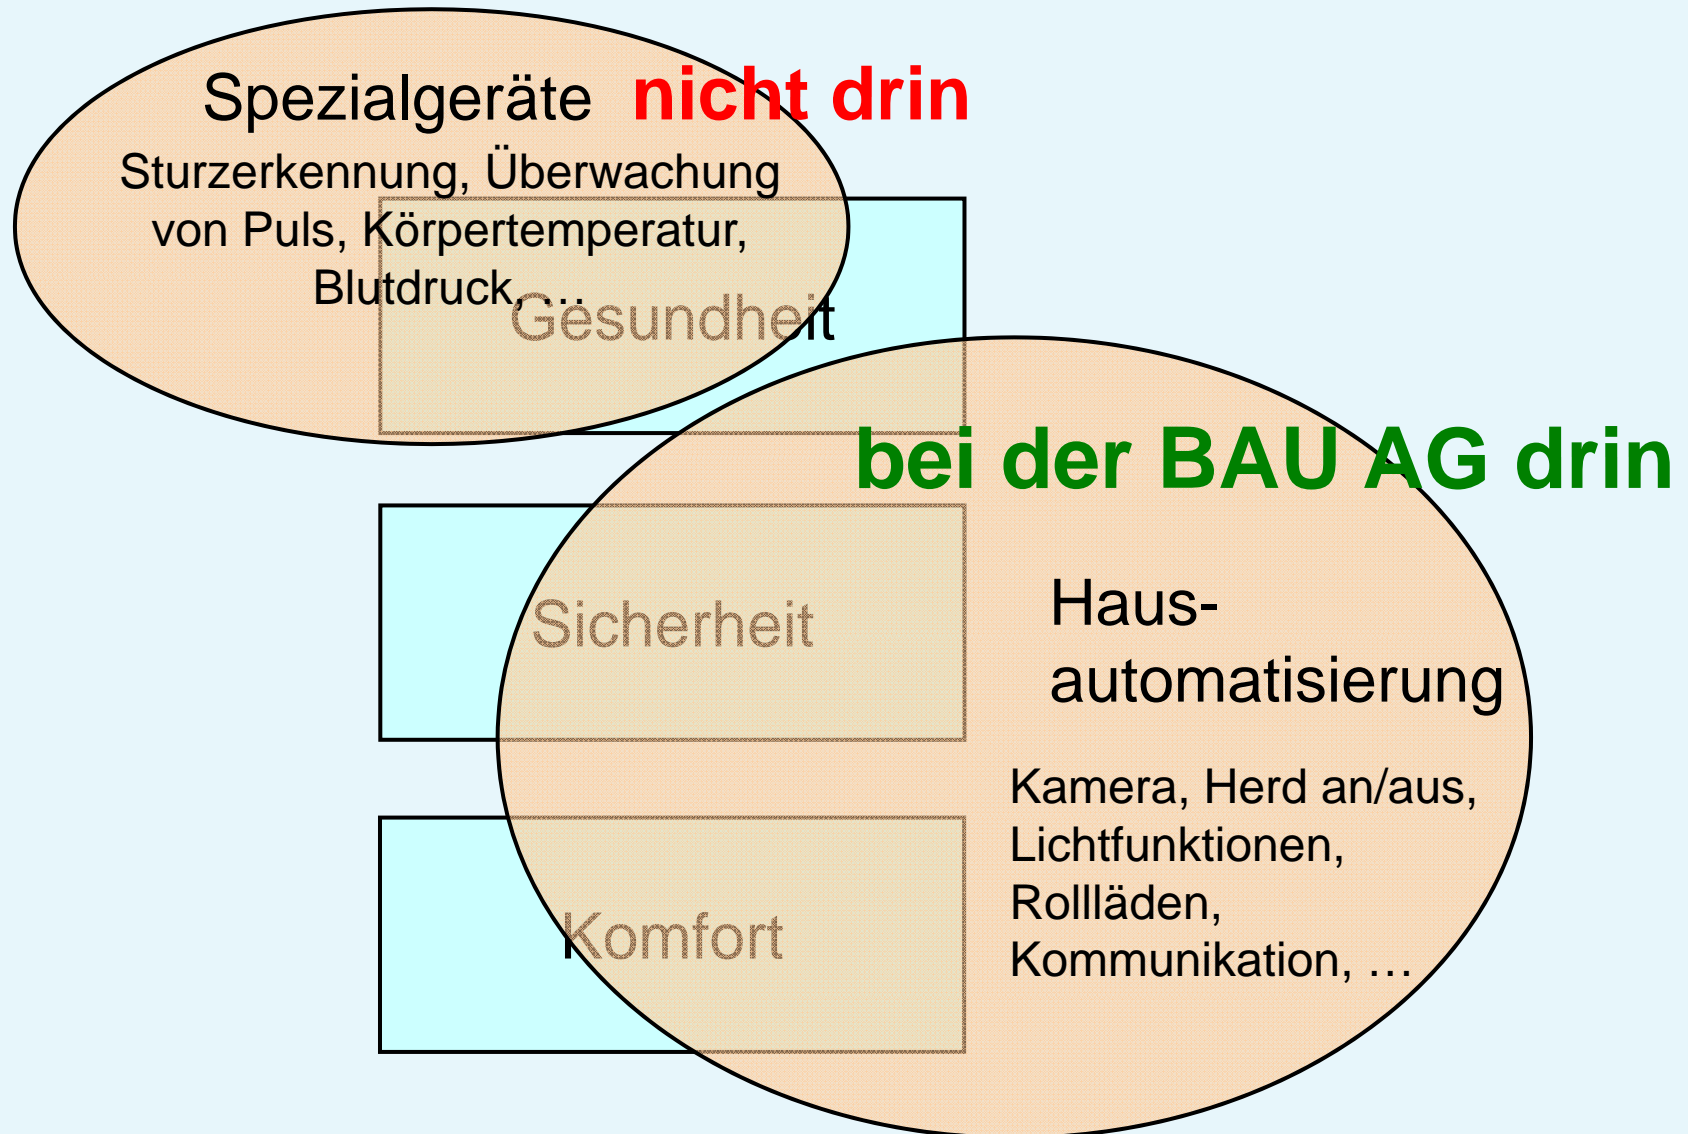 Spezialgeräte nicht drin
Sturzerkennung, Überwachung
von Puls, Körpertemperatur,
Blutdruck, …
Gesundheit
bei der BAU AG drin
Sicherheit
Haus-
automatisierung
Kamera, Herd an/aus,
Lichtfunktionen,
Rollläden,
Kommunikation, …
Komfort